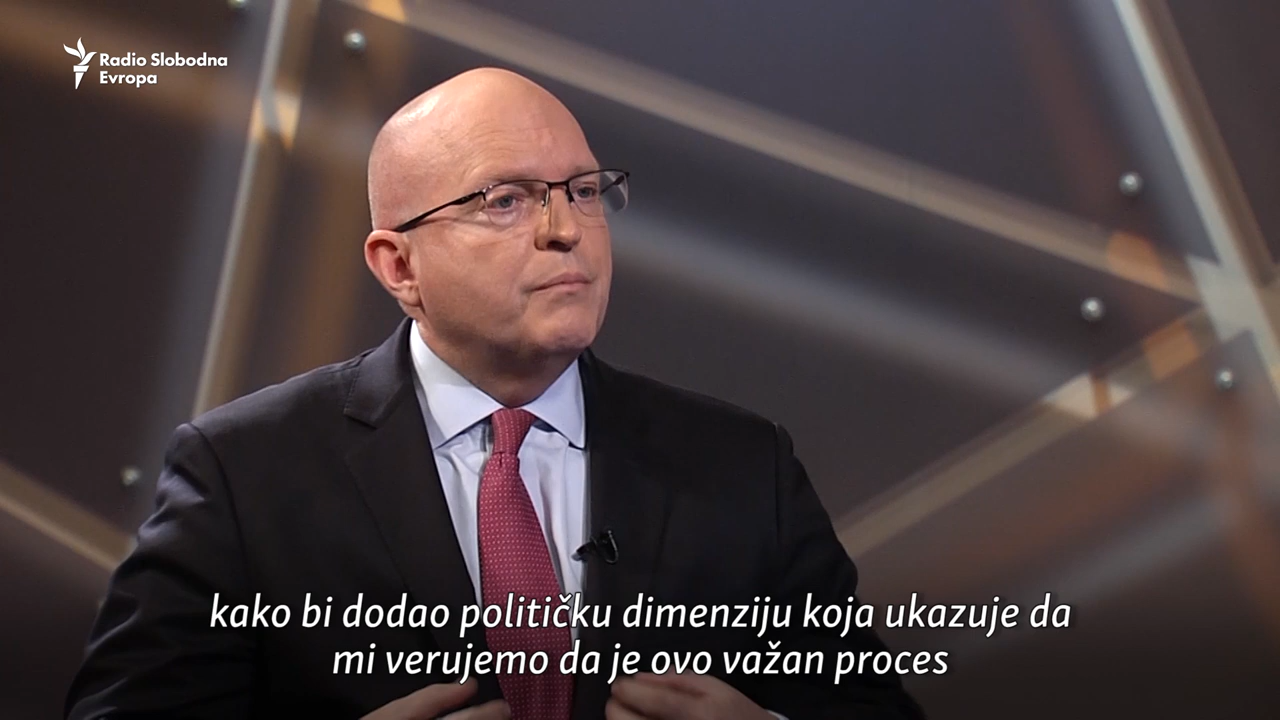 Radio Slobodna
Evropa
kako bi dodao političku dimenziju koja ukazuje da
mi verujemo da je ovo važan proces